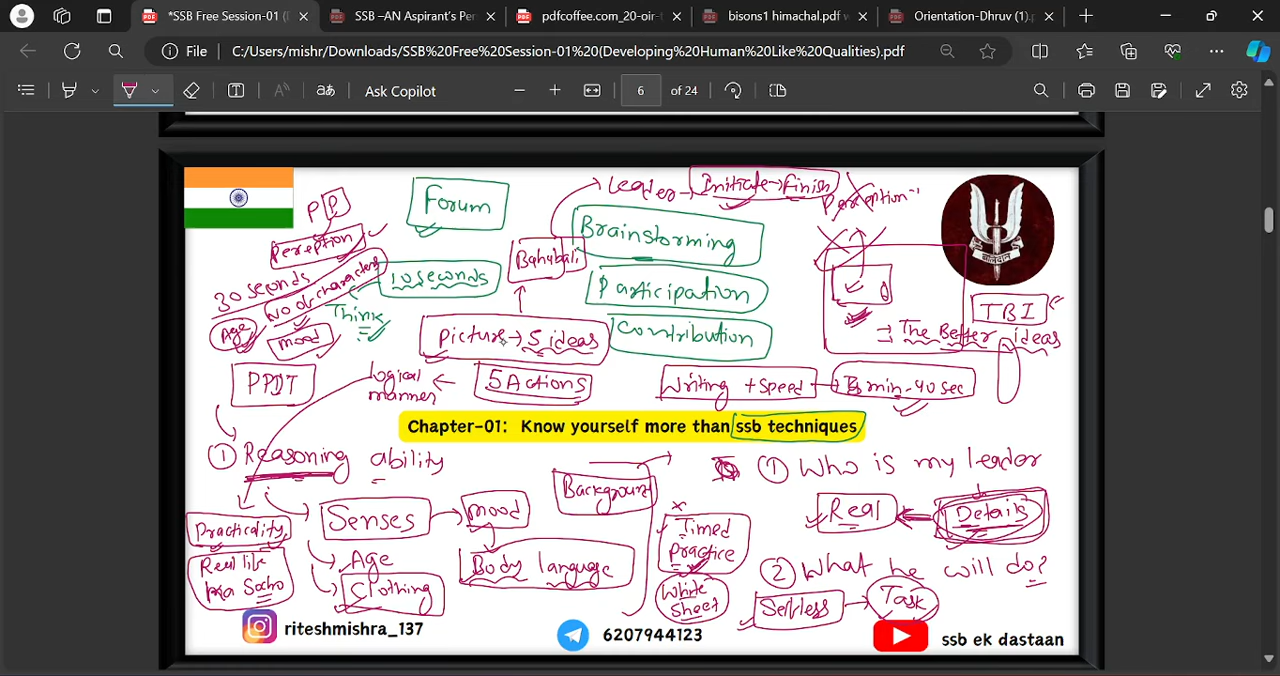 *SSB Free Session-01 (
SSB –AN Aspirant's Per
pdfcoffee.com_20-oir-t
bisons1 himachal.pdf w
Orientation-Dhruv (1).p
File
C:/Users/mishr/Downloads/SSB%20Free%20Session-01%20(Developing%20Human%20Like%20Qualities).pdf
Ask Copilot
6 of 24
PP
Forum
Leader → Initiate → Finish
Perception
Perception
Brainstorming
Bahubali
30 seconds
No of characters
10 seconds
Participation
TBI
Think
Age
mood
Picture → 5 ideas
Contribution
= The Better ideas
PPDT
logical manner ← 5 Actions
Writing + Speed → min - 40 sec
Chapter-01: Know yourself more than ssb techniques
① Reasoning ability
① Who is my leader
Background
Senses
mood
Real
Details
Practicality
Timed Practice
Age
Body language
② What he will do?
Real life
Socho
Clothing
White Sheet
Selfless → Task
riteshmishra_137
6207944123
ssb ek dastaan
बलिदान